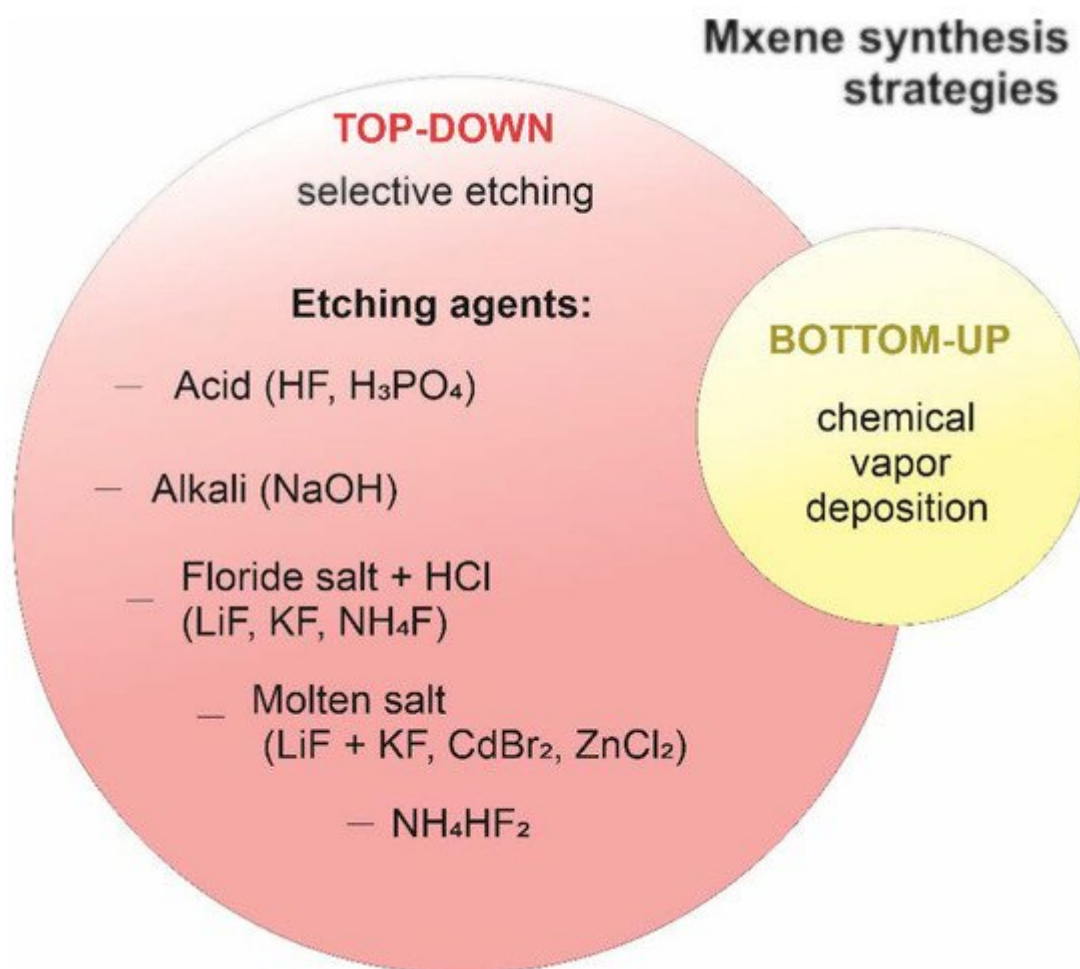 Mxene synthesis
strategies
TOP-DOWN
selective etching
Etching agents:
– Acid (HF, H₃PO₄)
– Alkali (NaOH)
– Floride salt + HCl
(LiF, KF, NH₄F)
– Molten salt
(LiF + KF, CdBr₂, ZnCl₂)
– NH₄HF₂
BOTTOM-UP
chemical
vapor
deposition